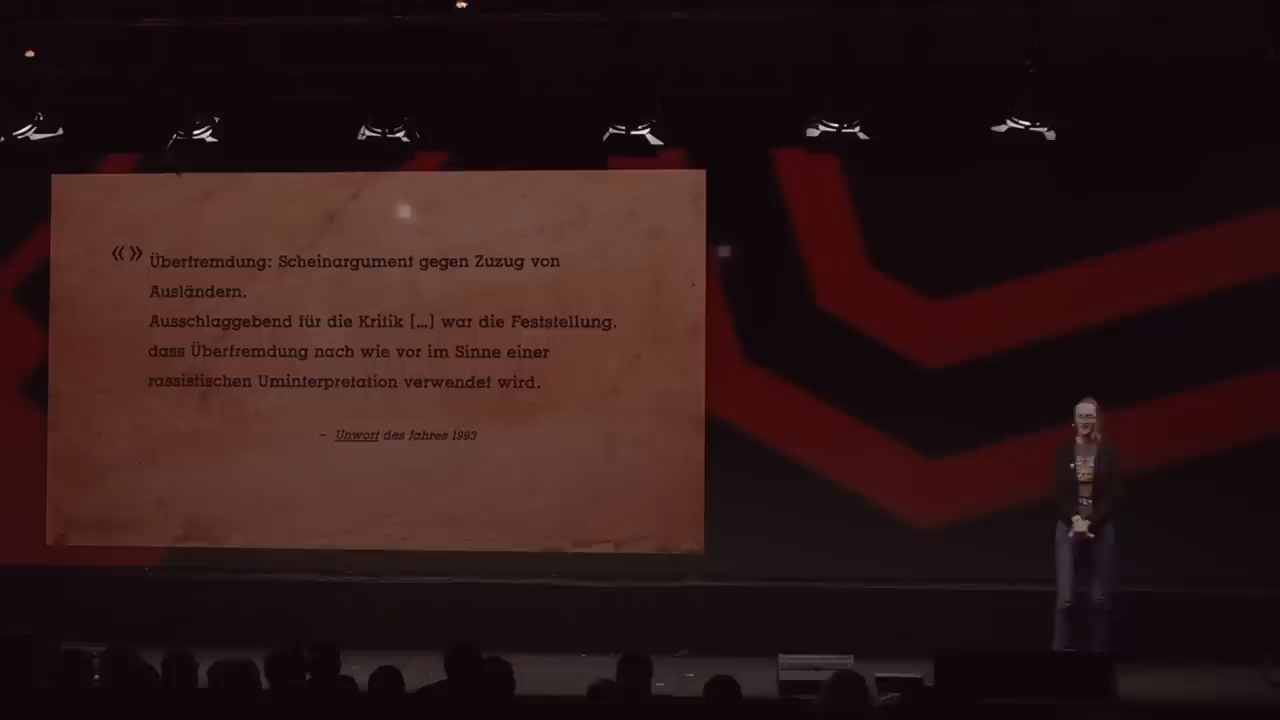 «» Überfremdung: Scheinargument gegen Zuzug von
Ausländern.
Ausschlaggebend für die Kritik [...] war die Feststellung,
dass Überfremdung nach wie vor im Sinne einer
rassistischen Uminterpretation verwendet wird.
– Unwort des Jahres 1993